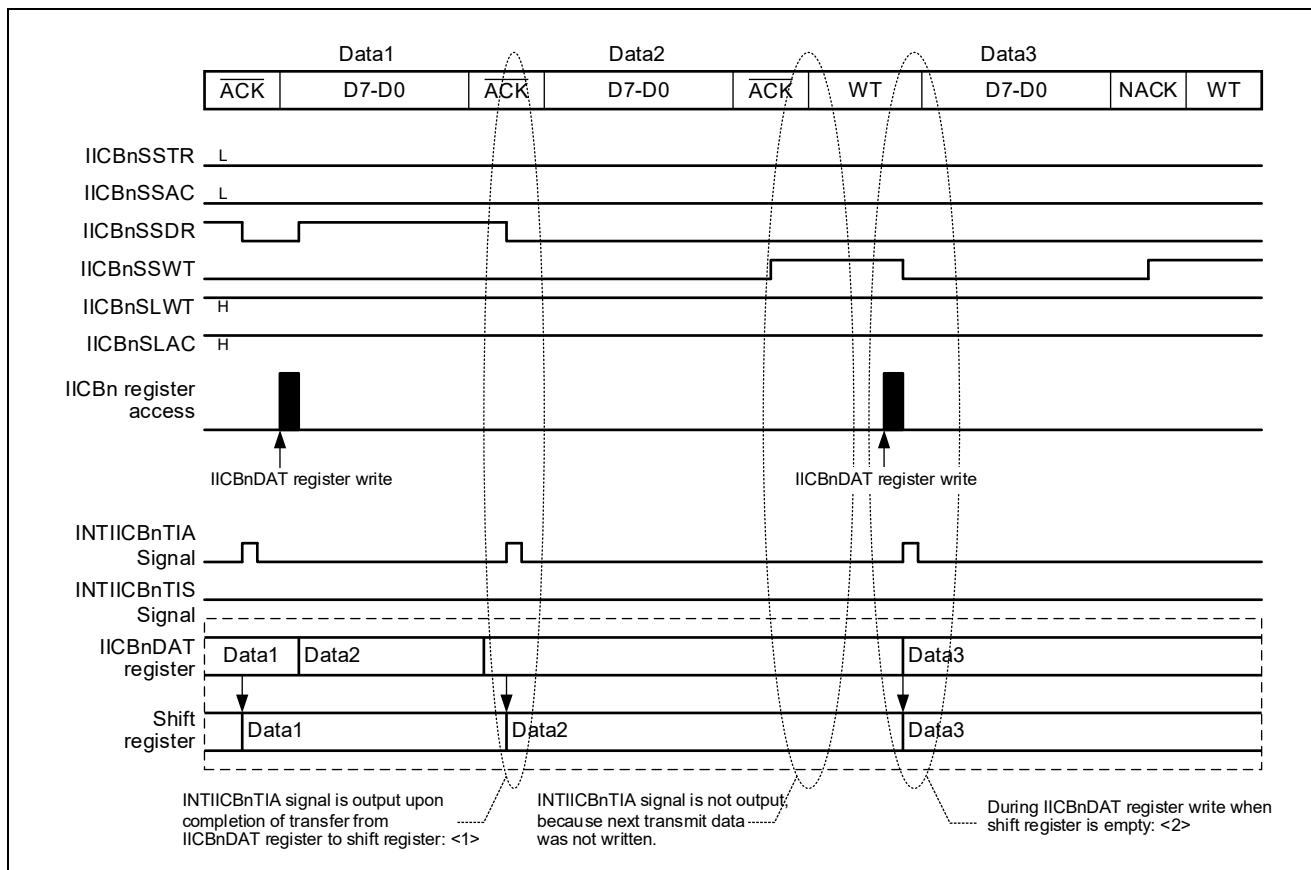 Data1 Data2 Data3
ACK D7-D0 ACK D7-D0 ACK WT D7-D0 NACK WT
IICBnSSTR L
IICBnSSAC L
IICBnSSDR
IICBnSSWT
IICBnSLWT H
IICBnSLAC H
IICBn register
access
IICBnDAT register write IICBnDAT register write
INTIICBnTIA
Signal
INTIICBnTIS
Signal
IICBnDAT
register
Data1 Data2 Data3
Shift
register
Data1 Data2 Data3
INTIICBnTIA signal is output upon
completion of transfer from
IICBnDAT register to shift register: <1>
INTIICBnTIA signal is not output,
because next transmit data
was not written.
During IICBnDAT register write when
shift register is empty: <2>